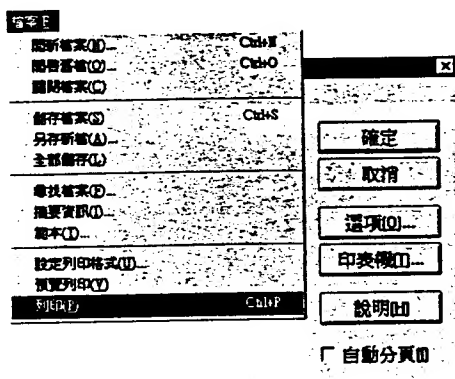 檔案 F
開新檔案(N)... Ctrl+N
開啓舊檔(O)... Ctrl+O
關閉檔案(C)
儲存檔案(S) Ctrl+S
另存新檔(A)...
全部儲存(L)
尋找檔案(F)...
摘要資訊(I)...
範本(T)...
設定列印格式(U)...
預覽列印(V)
列印(P) Ctrl+P
確定
取消
選項[O]...
印表機[I]...
說明[H]
自動分頁